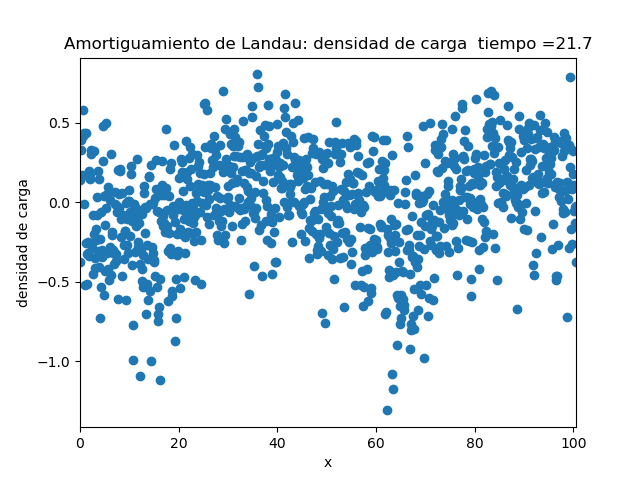 Amortiguamiento de Landau: densidad de carga  tiempo =21.7
densidad de carga
0.5
0.0
−0.5
−1.0
0 20 40 60 80 100
x